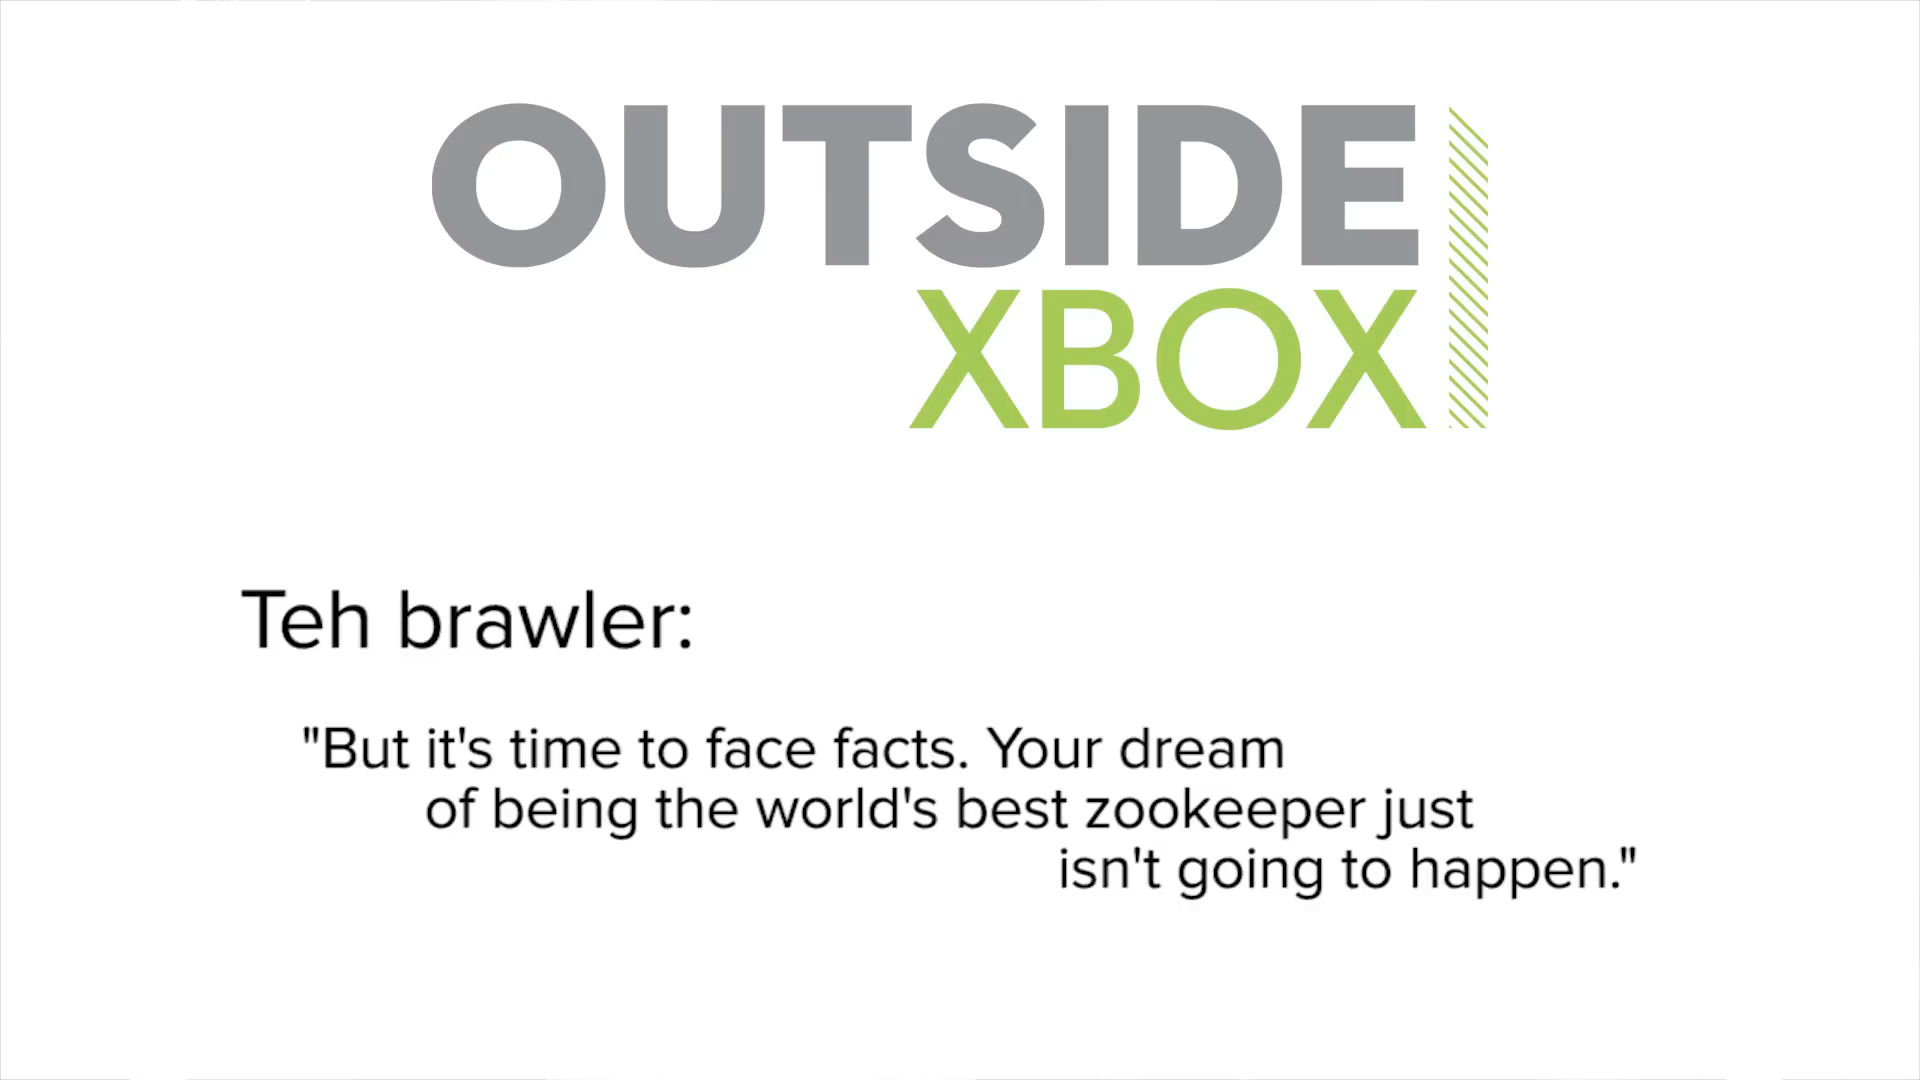 OUTSIDE
XBOX
Teh brawler:
"But it's time to face facts. Your dream
of being the world's best zookeeper just
isn't going to happen."